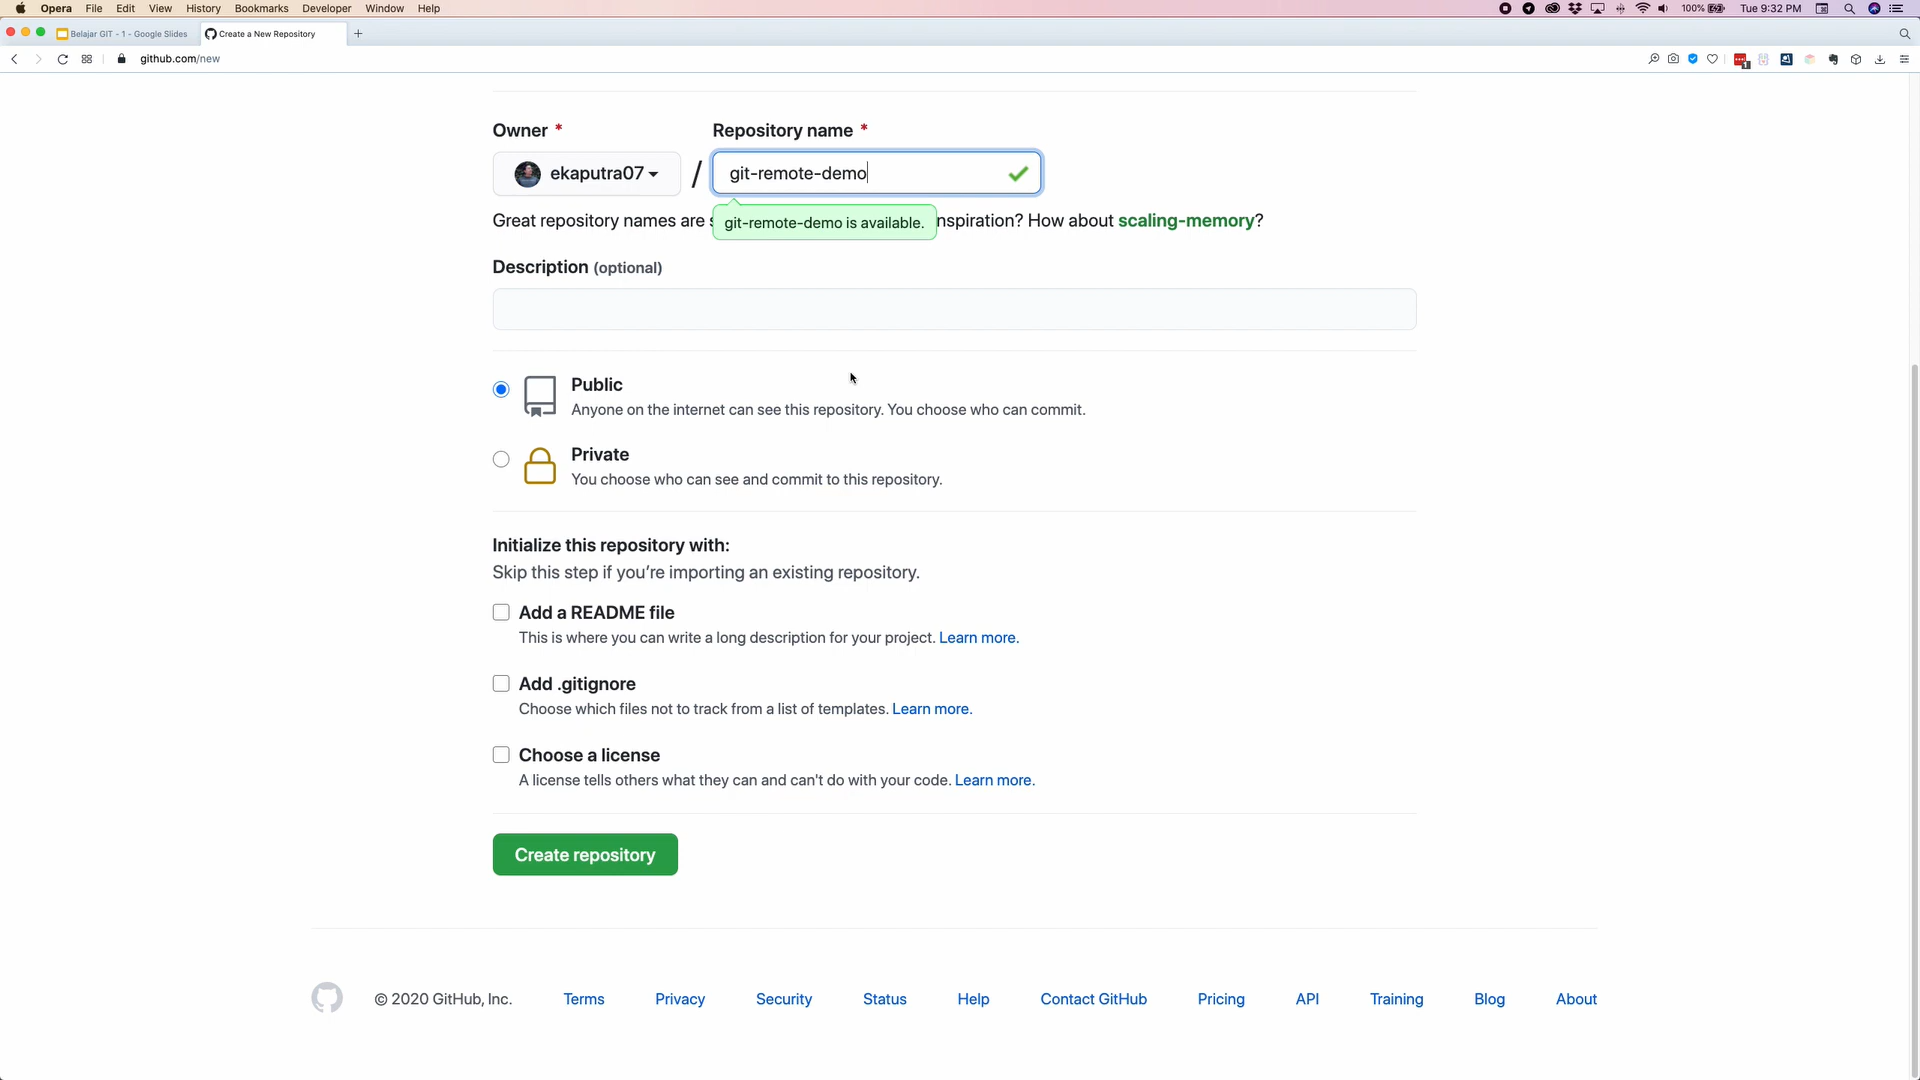 Opera File Edit View History Bookmarks Developer Window Help 100% Tue 9:32 PM
Belajar GIT - 1 - Google Slides Create a New Repository
github.com/new
Owner * Repository name *
ekaputra07 / git-remote-demo
Great repository names are s git-remote-demo is available. nspiration? How about scaling-memory?
Description (optional)
Public
Anyone on the internet can see this repository. You choose who can commit.
Private
You choose who can see and commit to this repository.
Initialize this repository with:
Skip this step if you’re importing an existing repository.
Add a README file
This is where you can write a long description for your project. Learn more.
Add .gitignore
Choose which files not to track from a list of templates. Learn more.
Choose a license
A license tells others what they can and can't do with your code. Learn more.
Create repository
© 2020 GitHub, Inc. Terms Privacy Security Status Help Contact GitHub Pricing API Training Blog About